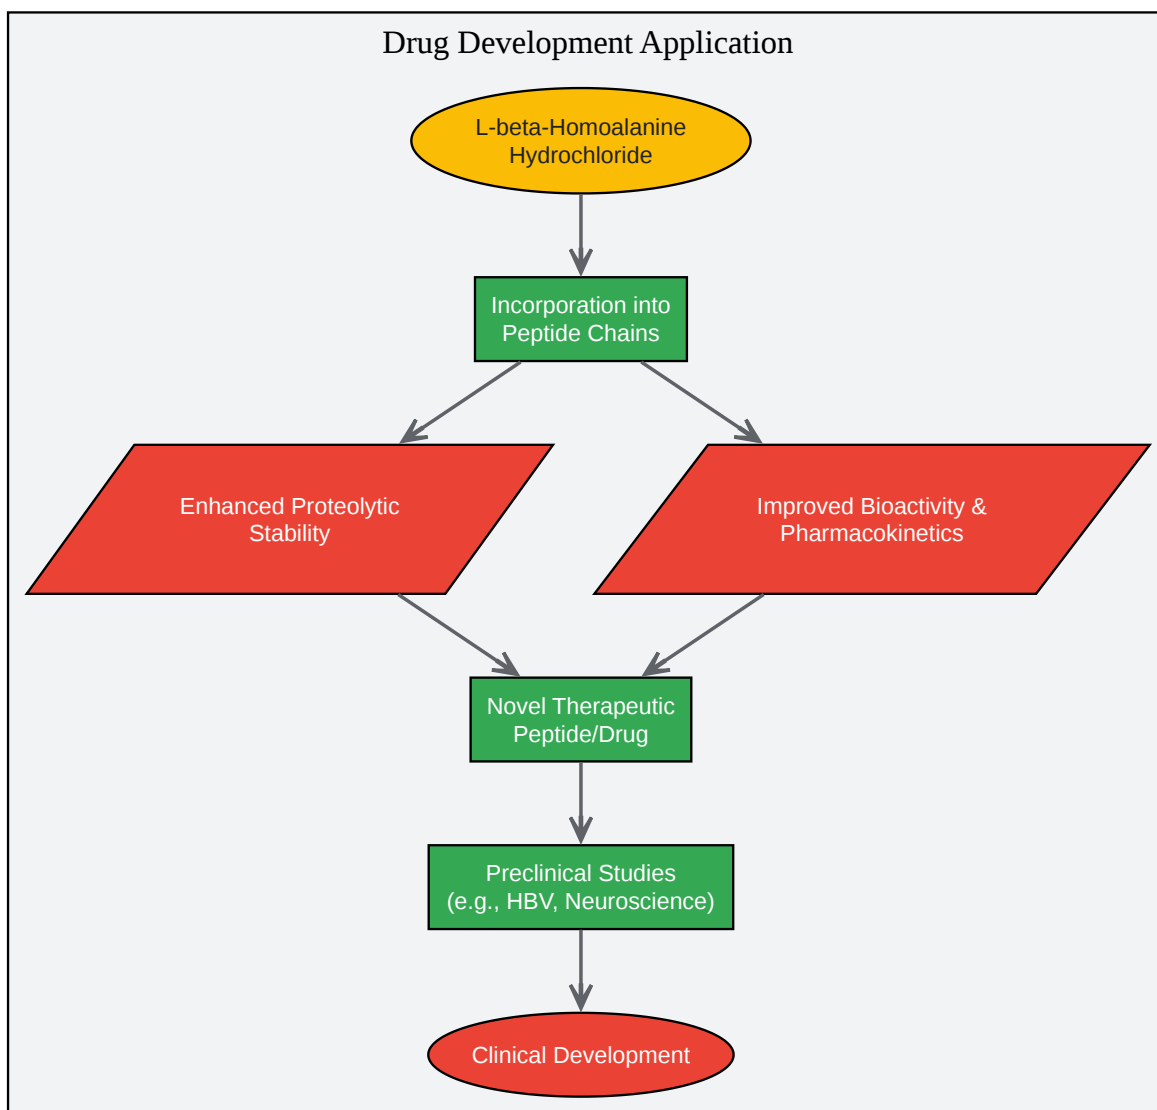 Drug Development Application
L-beta-Homoalanine
Hydrochloride
Incorporation into
Peptide Chains
Enhanced Proteolytic
Stability
Improved Bioactivity &
Pharmacokinetics
Novel Therapeutic
Peptide/Drug
Preclinical Studies
(e.g., HBV, Neuroscience)
Clinical Development